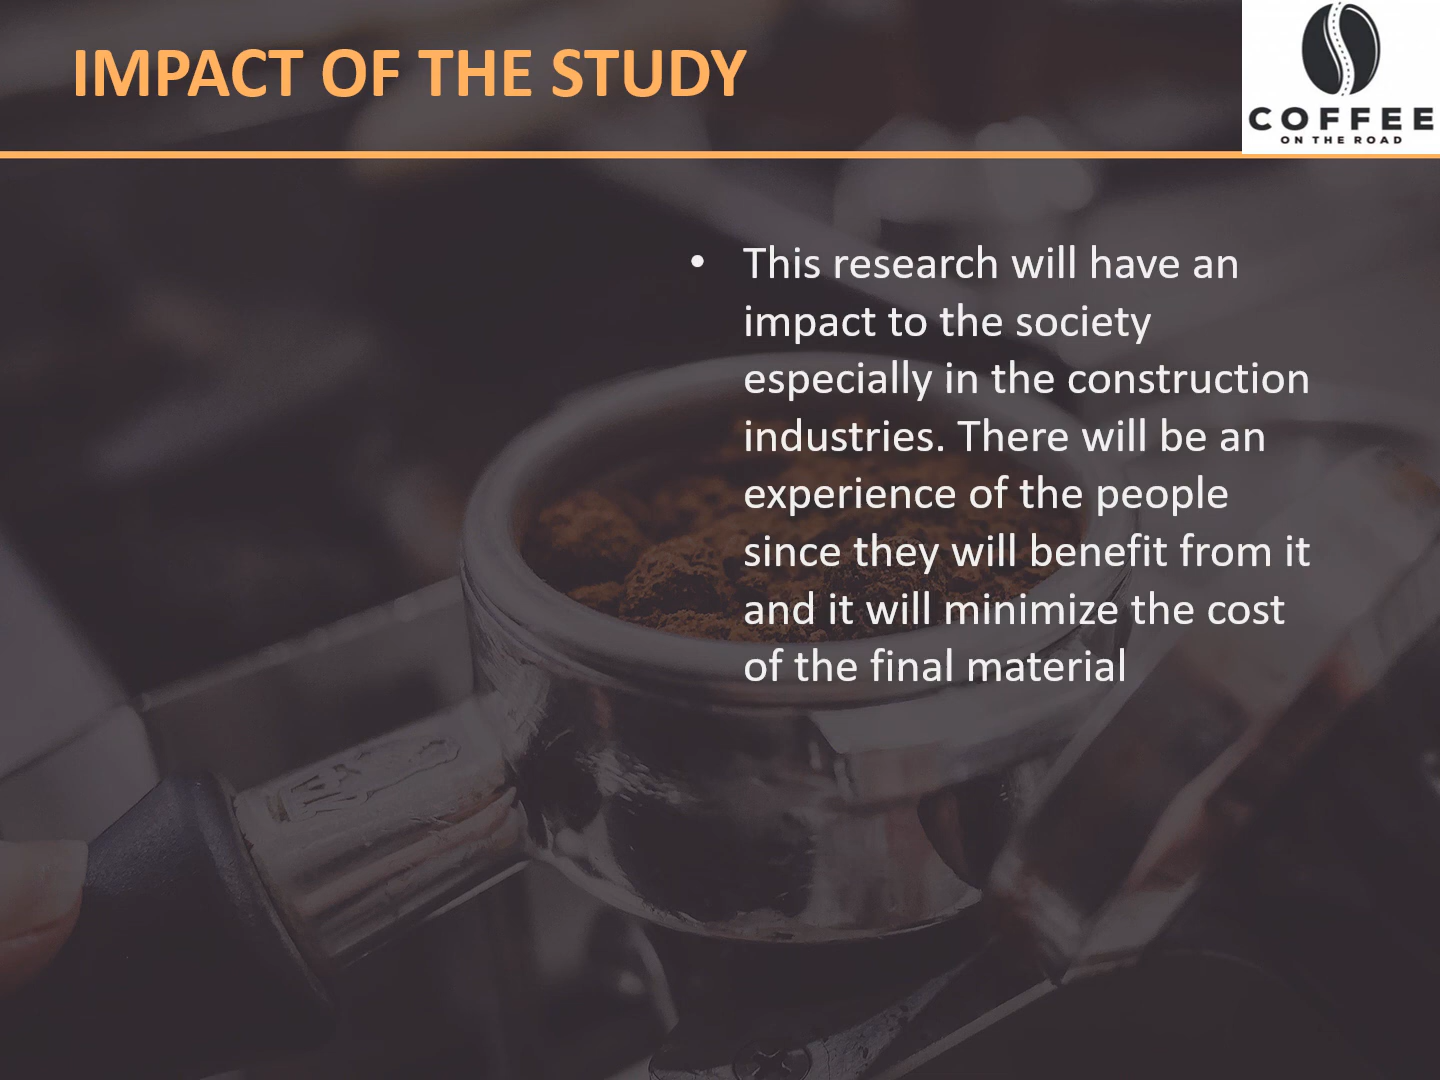 IMPACT OF THE STUDY
COFFEE
ON THE ROAD
• This research will have an
impact to the society
especially in the construction
industries. There will be an
experience of the people
since they will benefit from it
and it will minimize the cost
of the final material